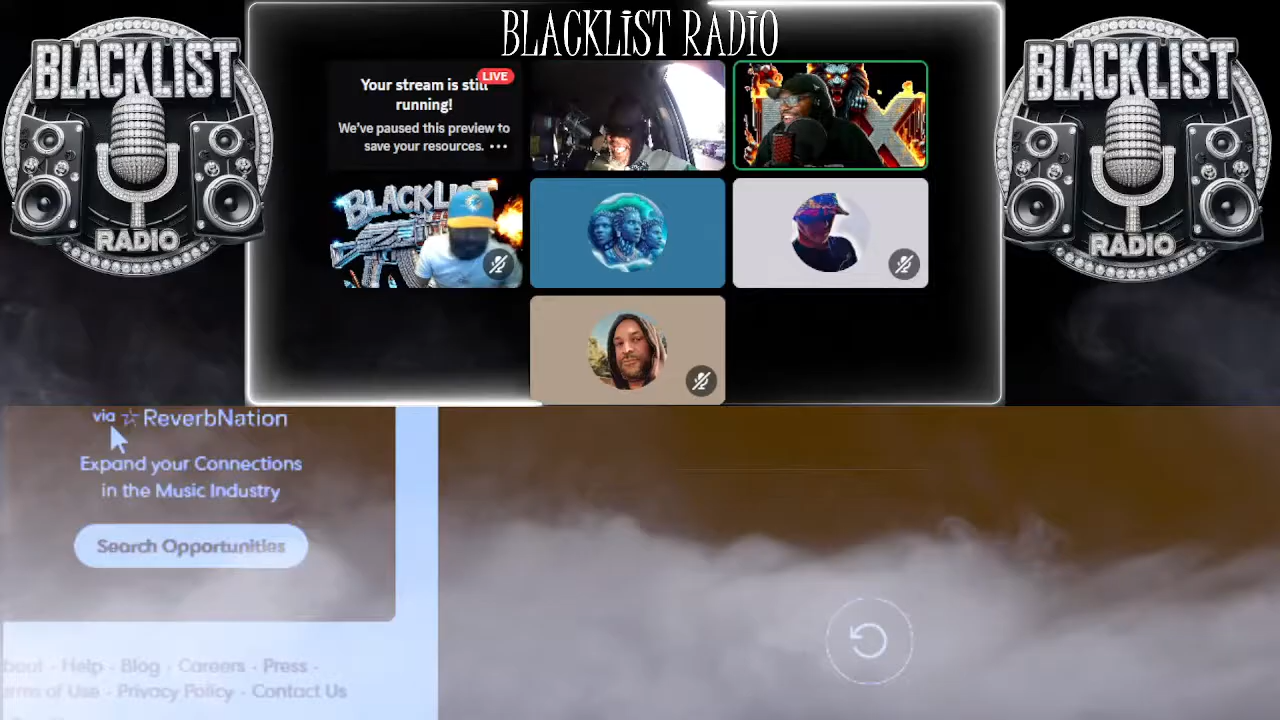 BLACKLIST RADIO
BLACKLIST
RADIO
BLACKLIST
RADIO
LIVE
Your stream is still
running!
We've paused this preview to
save your resources.
BLACKLIST
via ReverbNation
Expand your Connections
in the Music Industry
Search Opportunities
Help - Blog - Careers - Press -
of Use - Privacy Policy - Contact Us